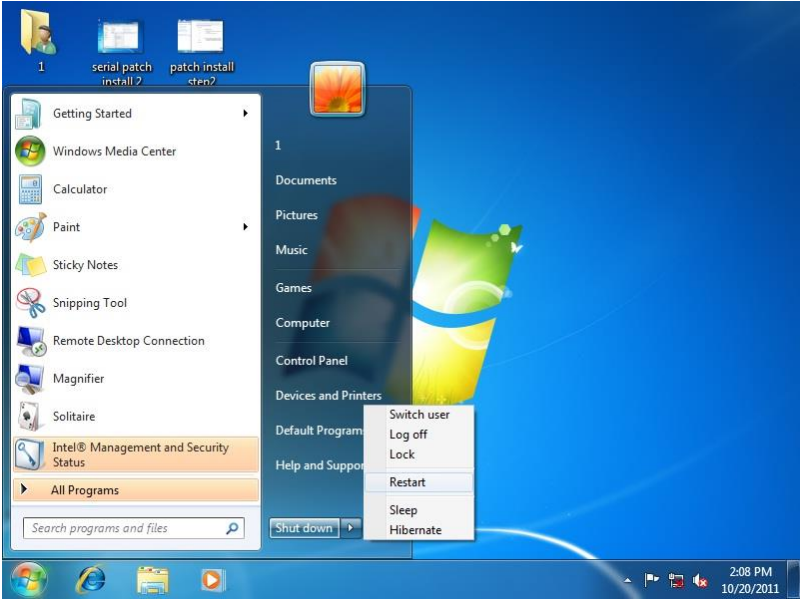 1
serial patch
install 2
patch install
step2
Getting Started
Windows Media Center
Calculator
Paint
Sticky Notes
Snipping Tool
Remote Desktop Connection
Magnifier
Solitaire
Intel® Management and Security
Status
All Programs
Search programs and files
1
Documents
Pictures
Music
Games
Computer
Control Panel
Devices and Printers
Default Program
Help and Suppor
Shut down
Switch user
Log off
Lock
Restart
Sleep
Hibernate
2:08 PM
10/20/2011